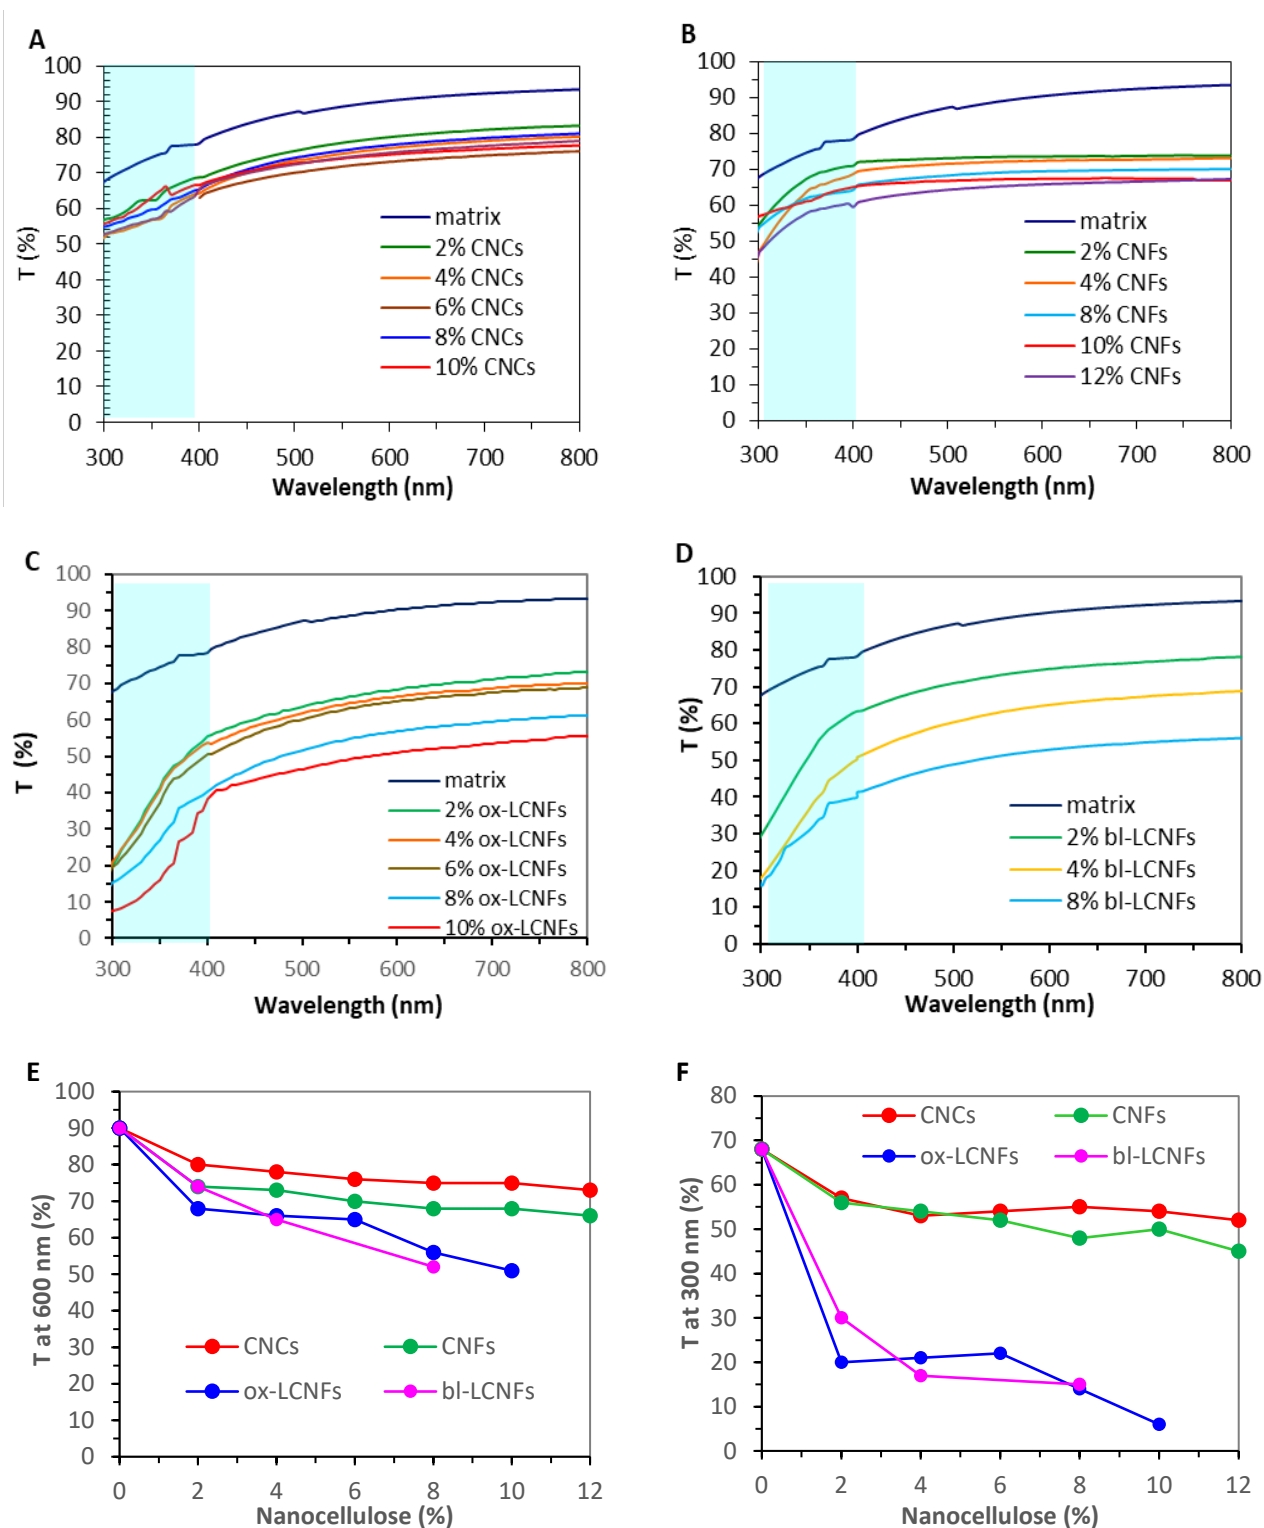 A
100
90
80
70
60
50
40
30
20
10
0
T (%)
matrix
2% CNCs
4% CNCs
6% CNCs
8% CNCs
10% CNCs
300 400 500 600 700 800
Wavelength (nm)
B
100
90
80
70
60
50
40
30
20
10
0
T (%)
matrix
2% CNFs
4% CNFs
8% CNFs
10% CNFs
12% CNFs
300 400 500 600 700 800
Wavelength (nm)
C
100
90
80
70
60
50
40
30
20
10
0
T (%)
matrix
2% ox-LCNFs
4% ox-LCNFs
6% ox-LCNFs
8% ox-LCNFs
10% ox-LCNFs
300 400 500 600 700 800
Wavelength (nm)
D
100
90
80
70
60
50
40
30
20
10
0
T (%)
matrix
2% bl-LCNFs
4% bl-LCNFs
8% bl-LCNFs
300 400 500 600 700 800
Wavelength (nm)
E
100
90
80
70
60
50
40
30
20
10
0
T at 600 nm (%)
CNCs CNFs
ox-LCNFs bl-LCNFs
0 2 4 6 8 10 12
Nanocellulose (%)
F
80
70
60
50
40
30
20
10
0
T at 300 nm (%)
CNCs CNFs
ox-LCNFs bl-LCNFs
0 2 4 6 8 10 12
Nanocellulose (%)